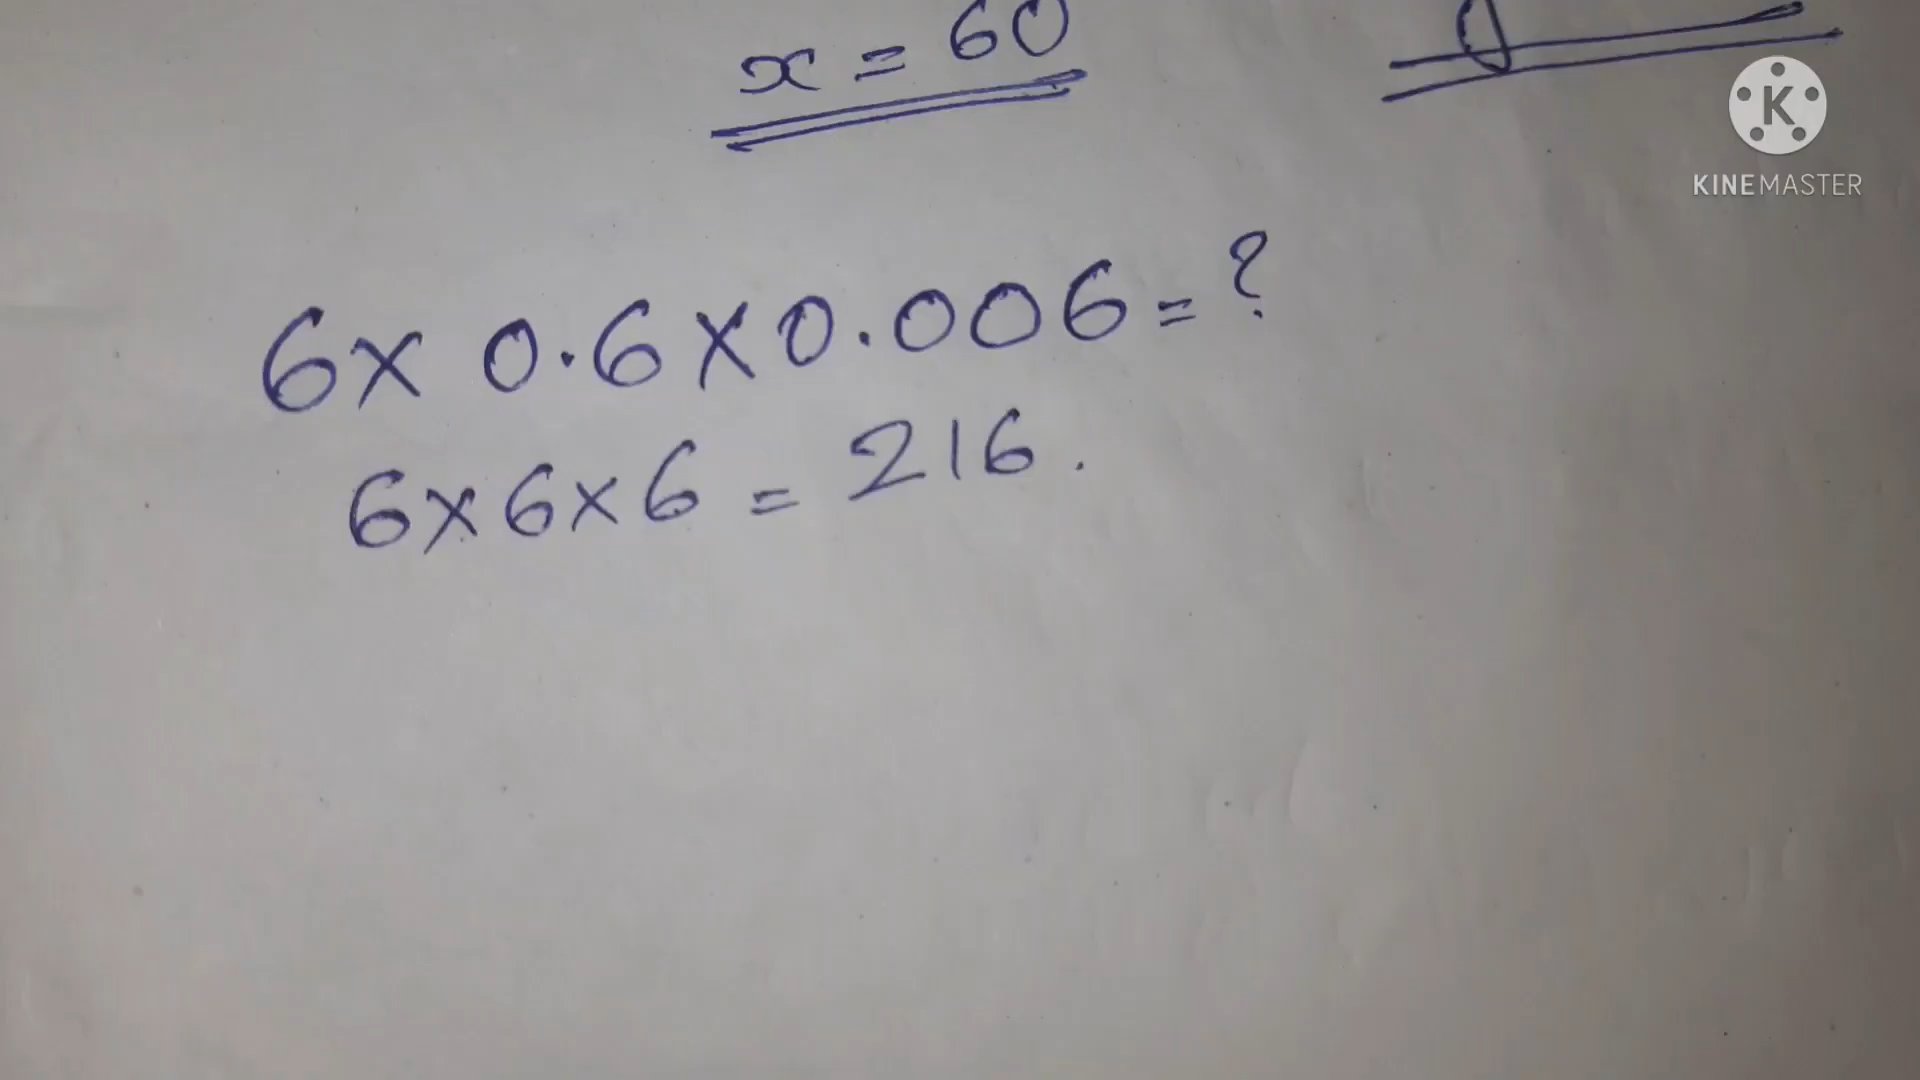 x = 60
K
KINEMASTER
6x 0.6x0.006=?
6x6x6 = 216.